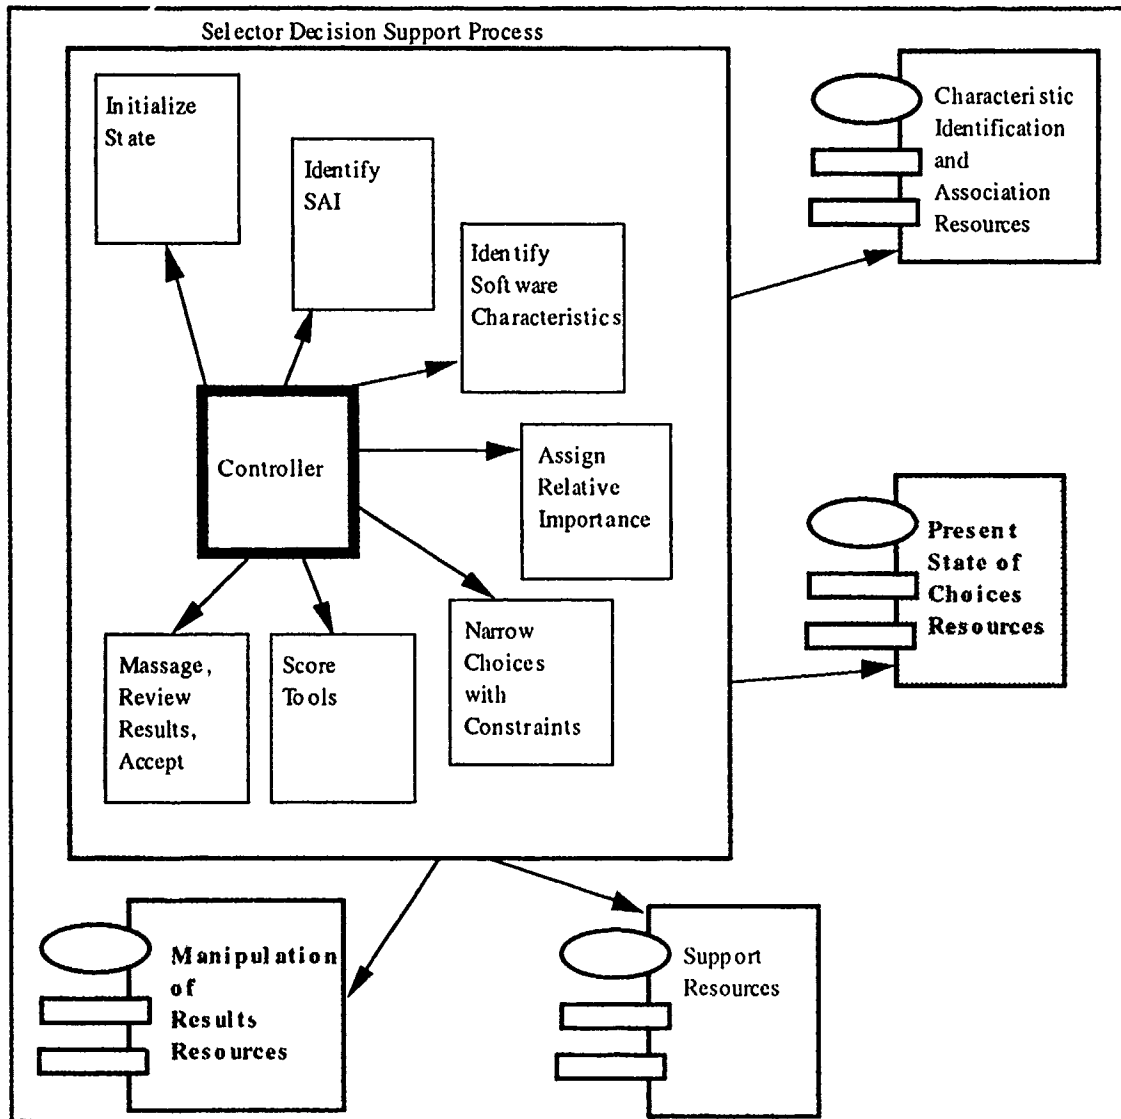 Selector Decision Support Process
Initialize
State
Identify
SAI
Identify
Software
Characteristics
Controller
Assign
Relative
Importance
Narrow
Choices
with
Constraints
Score
Tools
Massage,
Review
Results,
Accept
Characteristic
Identification
and
Association
Resources
Present
State of
Choices
Resources
Manipulation
of
Results
Resources
Support
Resources